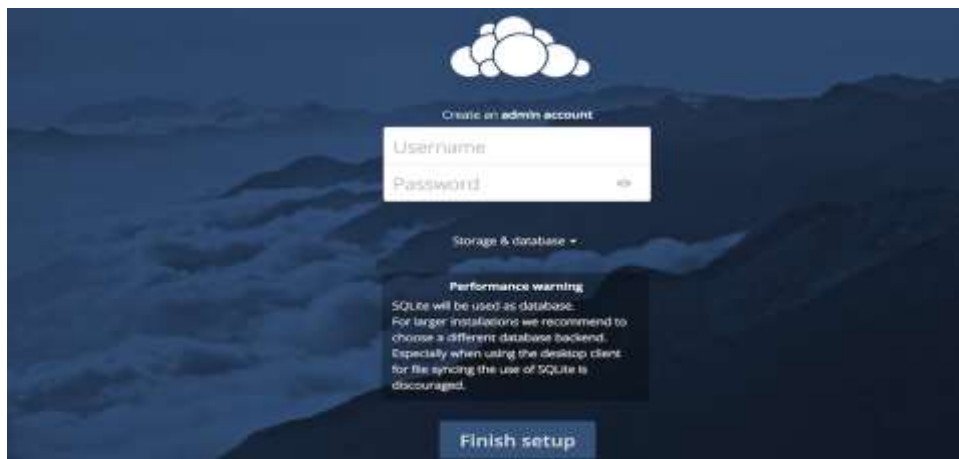 Create an admin account
Username
Password
Storage & database
Performance warning
SQLite will be used as database.
For larger installations we recommend to
choose a different database backend.
Especially when using the desktop client
for file syncing the use of SQLite is
discouraged.
Finish setup